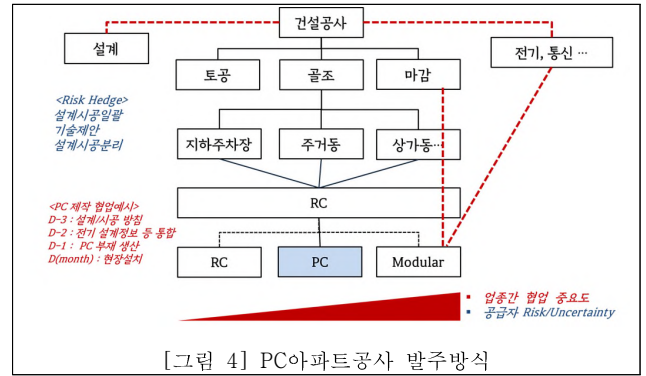 건설공사
설계
전기, 통신 …
토공
골조
마감
<Risk Hedge>
설계시공일괄
기술제안
설계시공분리
지하주차장
주거동
상가동…
<PC 제작 협업예시>
D-3 : 설계/시공 방침
D-2 : 전기 설계정보 등 통합
D-1 : PC 부재 생산
D(month) : 현장설치
RC
RC
PC
Modular
▪ 업종간 협업 중요도
▪ 공급자 Risk/Uncertainty
[그림 4] PC아파트공사 발주방식